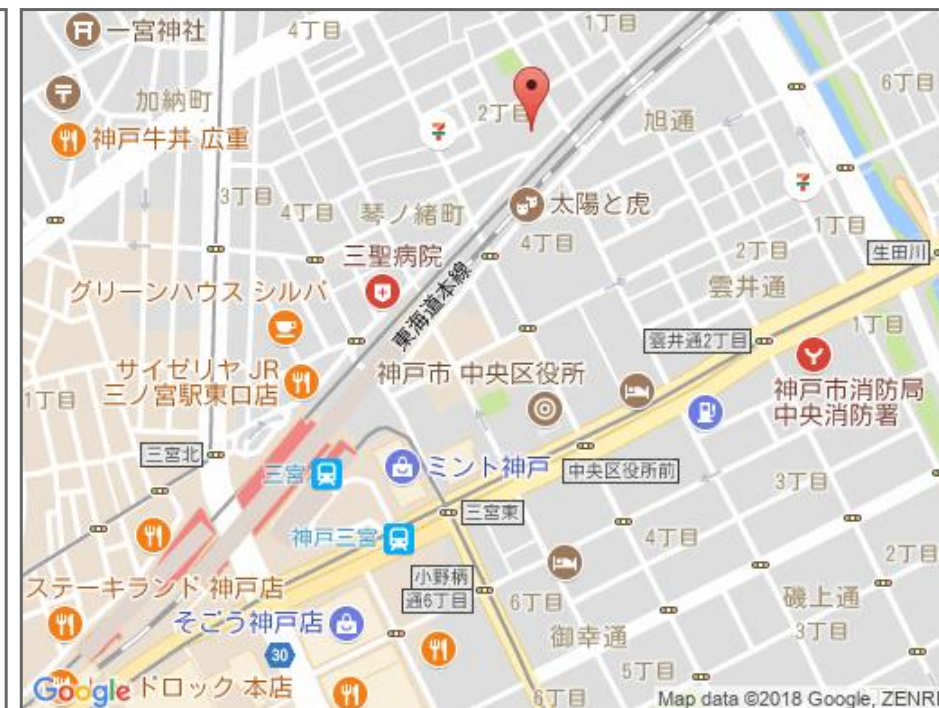 一宮神社
4丁目
1丁目
6丁目
加納町
2丁目
旭通
神戸牛丼 広重
3丁目
4丁目
琴ノ緒町
太陽と虎
4丁目
1丁目
2丁目
生田川
三聖病院
雲井通
グリーンハウス シルバ
東海道本線
雲井通2丁目
1丁目
サイゼリヤ JR
三ノ宮駅東口店
神戸市 中央区役所
神戸市消防局
中央消防署
1丁目
三宮北
三宮
ミント神戸
中央区役所前
3丁目
三宮東
神戸三宮
4丁目
2丁目
ステーキランド 神戸店
小野柄
通6丁目
6丁目
磯上通
そごう神戸店
御幸通
3丁目
30
5丁目
Google
ドロック 本店
6丁目
Map data ©2018 Google, ZENRI